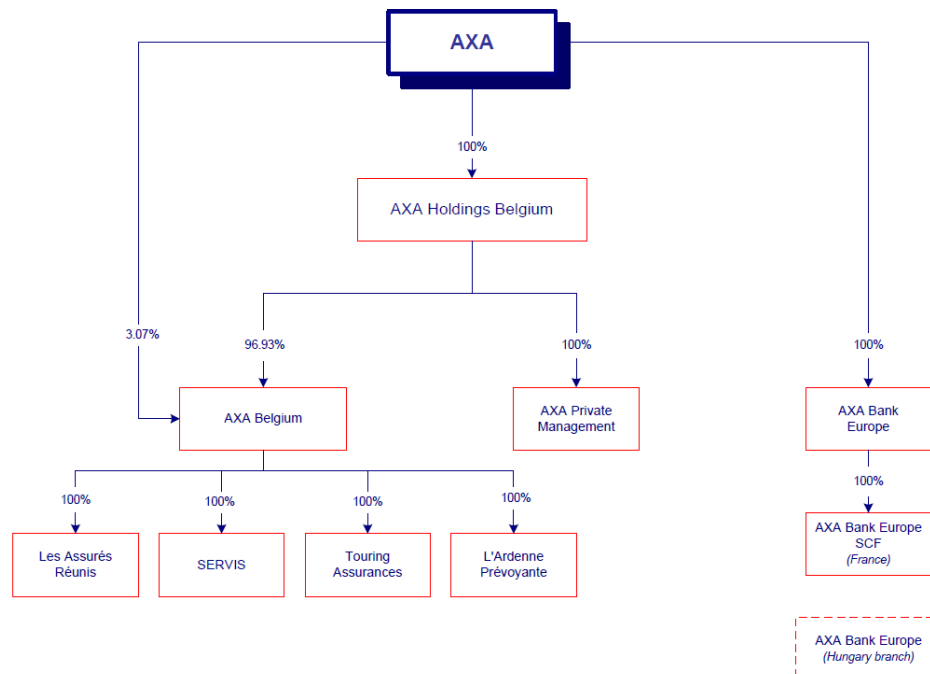 AXA
100%
AXA Holdings Belgium
3.07%
96.93%
100%
100%
AXA Belgium
AXA Private
Management
AXA Bank
Europe
100%
100%
100%
100%
100%
Les Assurés
Réunis
SERVIS
Touring
Assurances
L'Ardenne
Prévoyante
AXA Bank Europe
SCF
(France)
AXA Bank Europe
(Hungary branch)